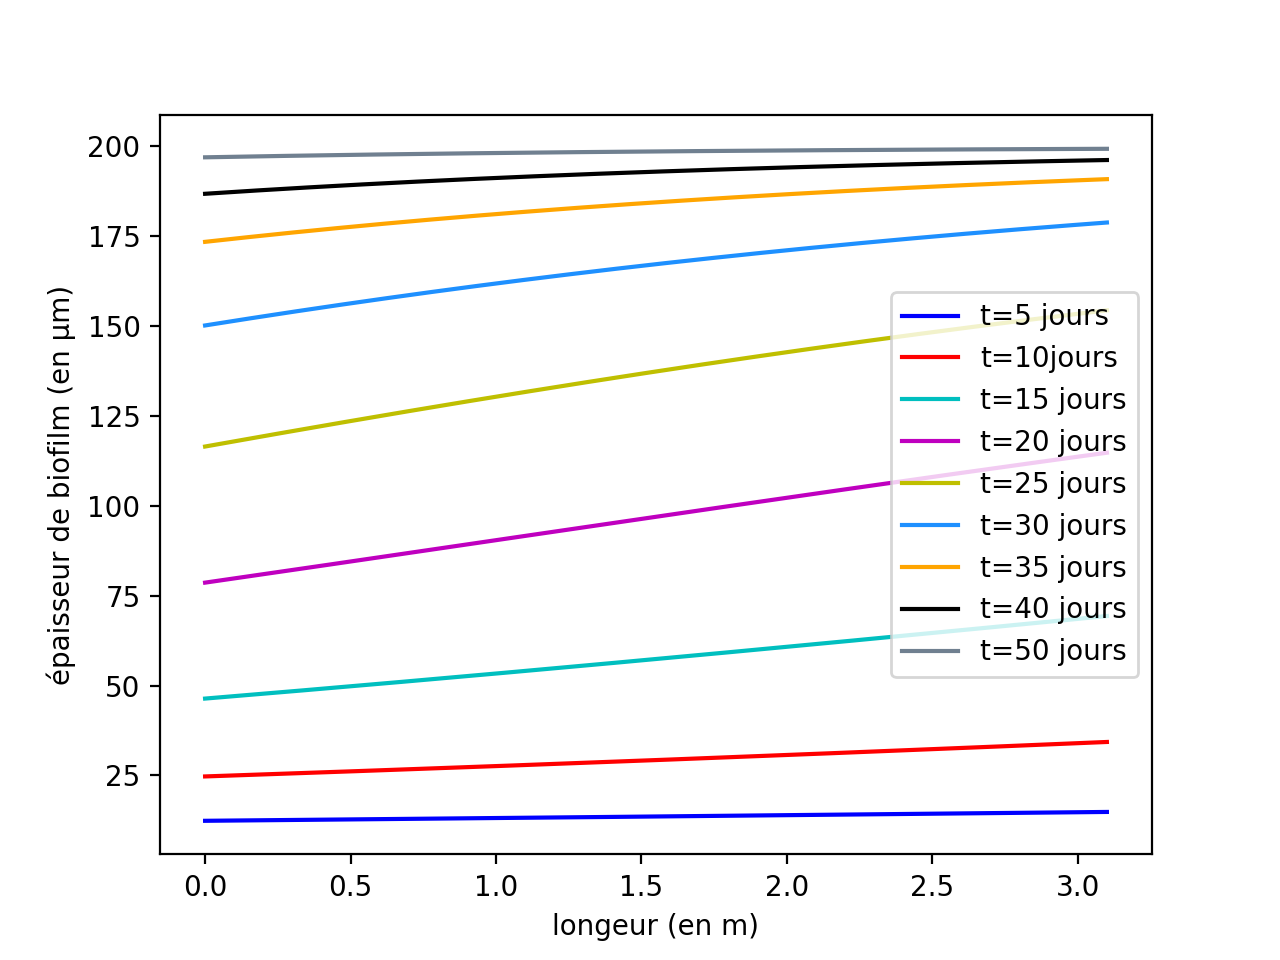 200
175
150
125
100
75
50
25
épaisseur de biofilm (en µm)
t=5 jours
t=10jours
t=15 jours
t=20 jours
t=25 jours
t=30 jours
t=35 jours
t=40 jours
t=50 jours
0.0 0.5 1.0 1.5 2.0 2.5 3.0
longeur (en m)